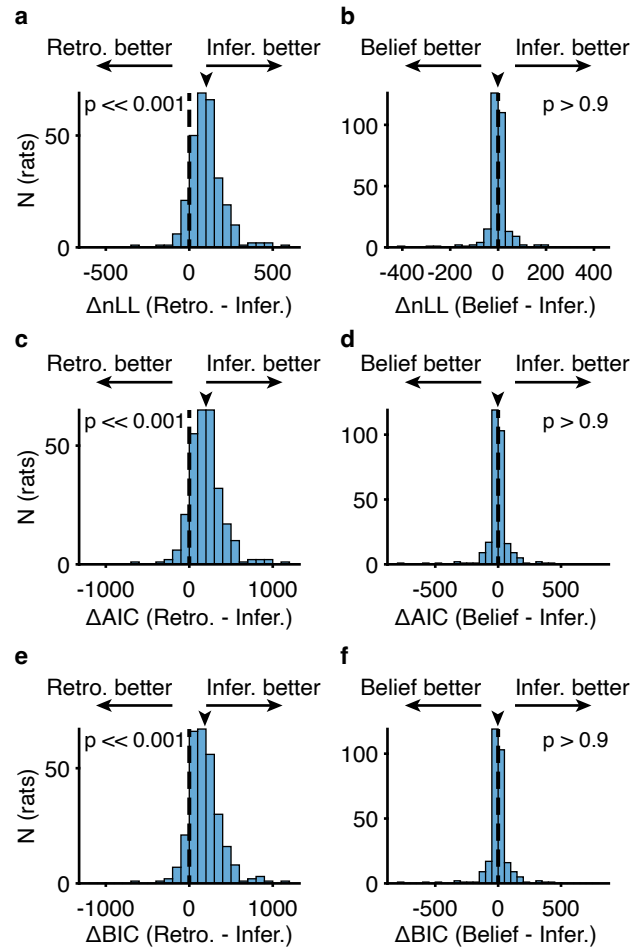 a
Retro. better Infer. better
p << 0.001
50
0
N (rats)
-500 0 500
ΔnLL (Retro. - Infer.)
b
Belief better Infer. better
p > 0.9
100
50
0
-400 -200 0 200 400
ΔnLL (Belief - Infer.)
c
Retro. better Infer. better
p << 0.001
50
0
N (rats)
-1000 0 1000
ΔAIC (Retro. - Infer.)
d
Belief better Infer. better
p > 0.9
100
50
0
-500 0 500
ΔAIC (Belief - Infer.)
e
Retro. better Infer. better
p << 0.001
50
0
N (rats)
-1000 0 1000
ΔBIC (Retro. - Infer.)
f
Belief better Infer. better
p > 0.9
100
50
0
-500 0 500
ΔBIC (Belief - Infer.)